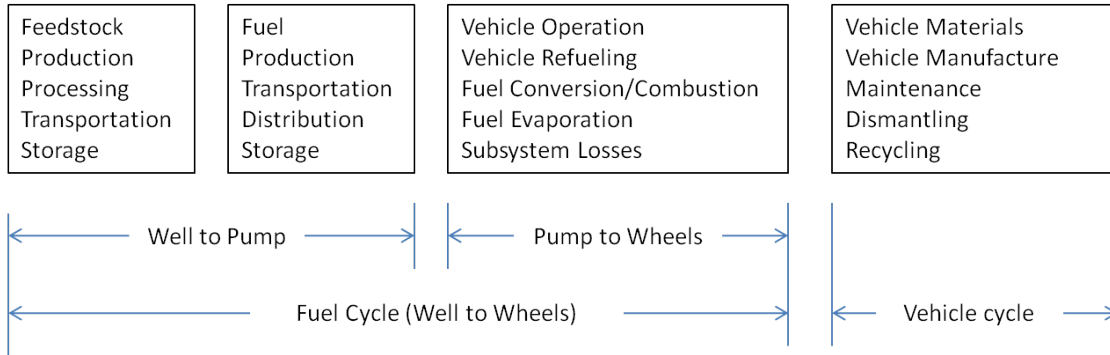 Feedstock
Production
Processing
Transportation
Storage
Fuel
Production
Transportation
Distribution
Storage
Vehicle Operation
Vehicle Refueling
Fuel Conversion/Combustion
Fuel Evaporation
Subsystem Losses
Vehicle Materials
Vehicle Manufacture
Maintenance
Dismantling
Recycling
Well to Pump
Pump to Wheels
Fuel Cycle (Well to Wheels)
Vehicle cycle